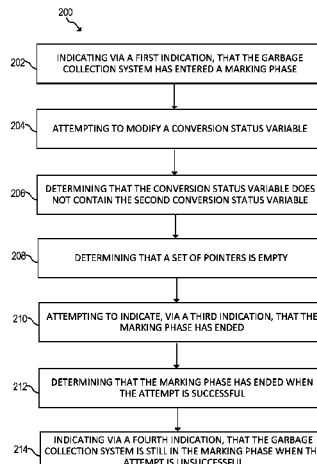 200
202
INDICATING VIA A FIRST INDICATION, THAT THE GARBAGE
COLLECTION SYSTEM HAS ENTERED A MARKING PHASE
204
ATTEMPTING TO MODIFY A CONVERSION STATUS VARIABLE
206
DETERMINING THAT THE CONVERSION STATUS VARIABLE DOES
NOT CONTAIN THE SECOND CONVERSION STATUS VARIABLE
208
DETERMINING THAT A SET OF POINTERS IS EMPTY
210
ATTEMPTING TO INDICATE, VIA A THIRD INDICATION, THAT THE
MARKING PHASE HAS ENDED
212
DETERMINING THAT THE MARKING PHASE HAS ENDED WHEN
THE ATTEMPT IS SUCCESSFUL
214
INDICATING VIA A FOURTH INDICATION, THAT THE GARBAGE
COLLECTION SYSTEM IS STILL IN THE MARKING PHASE WHEN TH
ATTEMPT IS UNSUCCESSFUL